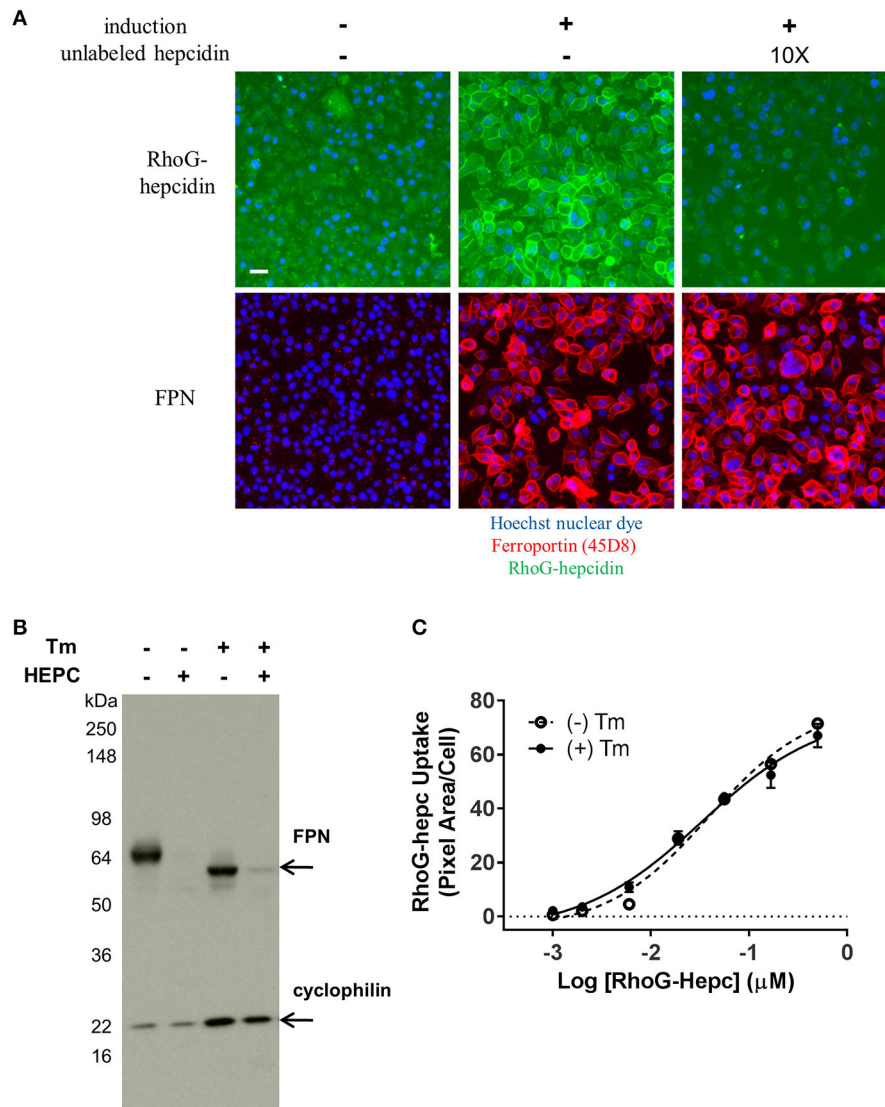 A
induction - + +
unlabeled hepcidin - - 10X
RhoG-
hepcidin
FPN
Hoechst nuclear dye
Ferroportin (45D8)
RhoG-hepcidin
B
Tm - - + +
HEPC - + - +
kDa
250
148
98
64
50
36
22
16
FPN
cyclophilin
C
RhoG-hepc Uptake
(Pixel Area/Cell)
80
60
40
20
0
(-) Tm
(+) Tm
-3 -2 -1 0
Log [RhoG-Hepc] (μM)